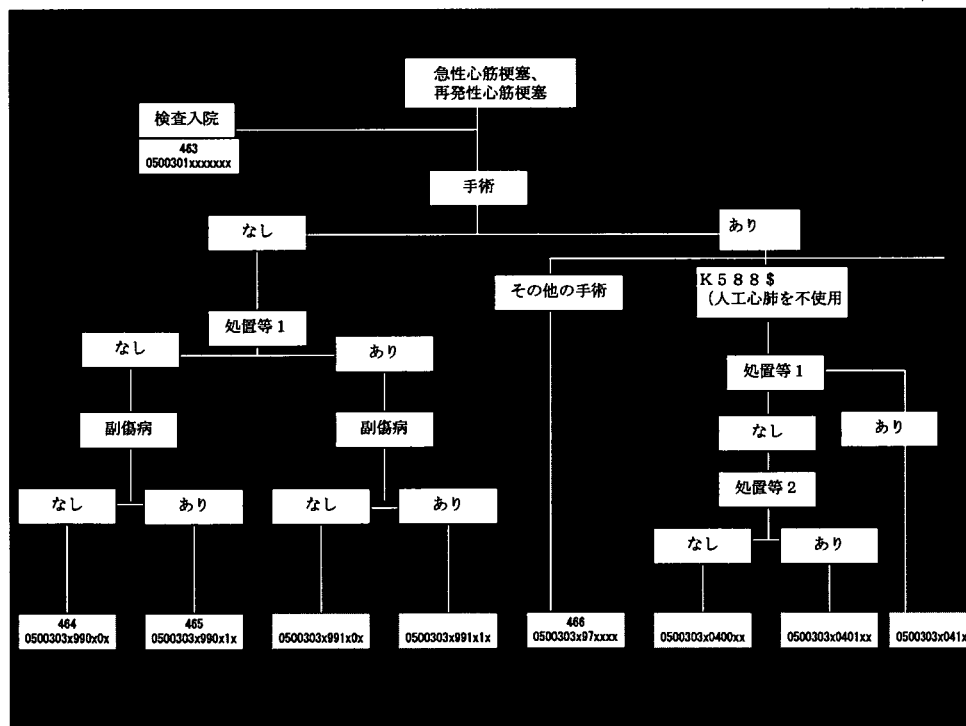 急性心筋梗塞、
再発性心筋梗塞
検査入院
463
0500301xxxxxxx
手術
なし
あり
その他の手術
K588$
(人工心肺を不使用
処置等1
なし
あり
処置等1
副傷病
副傷病
なし
あり
処置等2
なし
あり
なし
あり
なし
あり
464
0500303x990x0x
465
0500303x990x1x
0500303x991x0x
0500303x991x1x
466
0500303x97xxxx
0500303x0400xx
0500303x0401xx
0500303x041x